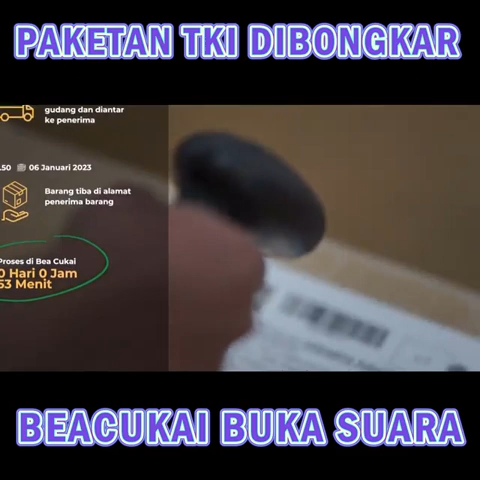 PAKETAN TKI DIBONGKAR
gudang dan diantar
ke penerima
.50 06 Januari 2023
Barang tiba di alamat
penerima barang
Proses di Bea Cukai
0 Hari 0 Jam
53 Menit
BEACUKAI BUKA SUARA